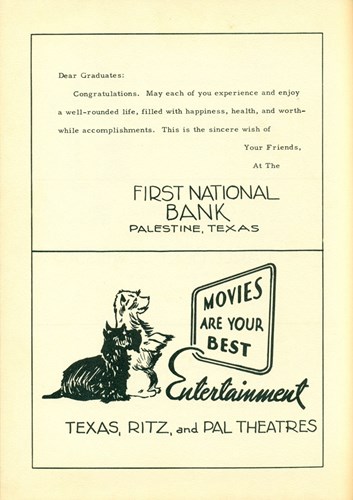 Dear Graduates:
Congratulations. May each of you experience and enjoy
a well-rounded life, filled with happiness, health, and worth-
while accomplishments. This is the sincere wish of
Your Friends,
At The
FIRST NATIONAL
BANK
PALESTINE, TEXAS
MOVIES
ARE YOUR
BEST
Entertainment
TEXAS, RITZ, and PAL THEATRES